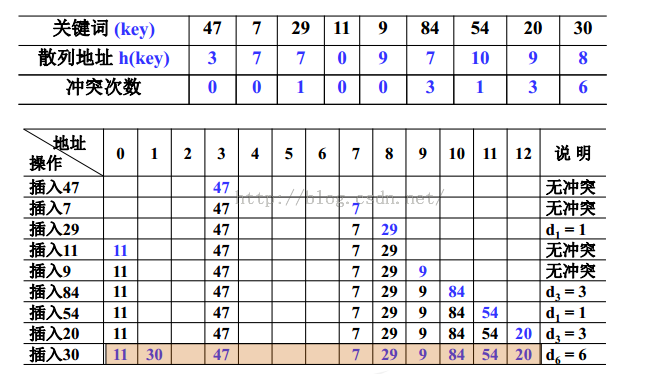 关键词 (key) 47 7 29 11 9 84 54 20 30
散列地址 h(key) 3 7 7 0 9 7 10 9 8
冲突次数 0 0 1 0 0 3 1 3 6
地址 操作 0 1 2 3 4 5 6 7 8 9 10 11 12 说 明
插入47 47 无冲突
http://blog.csdn.net/
插入7 47 7 无冲突
插入29 47 7 29 d₁ = 1
插入11 11 47 7 29 无冲突
插入9 11 47 7 29 9 无冲突
插入84 11 47 7 29 9 84 d₃ = 3
插入54 11 47 7 29 9 84 54 d₁ = 1
插入20 11 47 7 29 9 84 54 20 d₃ = 3
插入30 11 30 47 7 29 9 84 54 20 d₆ = 6